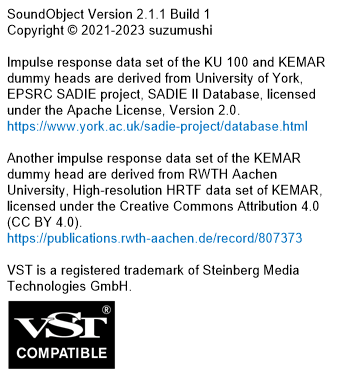 SoundObject Version 2.1.1 Build 1
Copyright © 2021-2023 suzumushi
Impulse response data set of the KU 100 and KEMAR
dummy heads are derived from University of York,
EPSRC SADIE project, SADIE II Database, licensed
under the Apache License, Version 2.0.
https://www.york.ac.uk/sadie-project/database.html
Another impulse response data set of the KEMAR
dummy head are derived from RWTH Aachen
University, High-resolution HRTF data set of KEMAR,
licensed under the Creative Commons Attribution 4.0
(CC BY 4.0).
https://publications.rwth-aachen.de/record/807373
VST is a registered trademark of Steinberg Media
Technologies GmbH.
VST®
COMPATIBLE